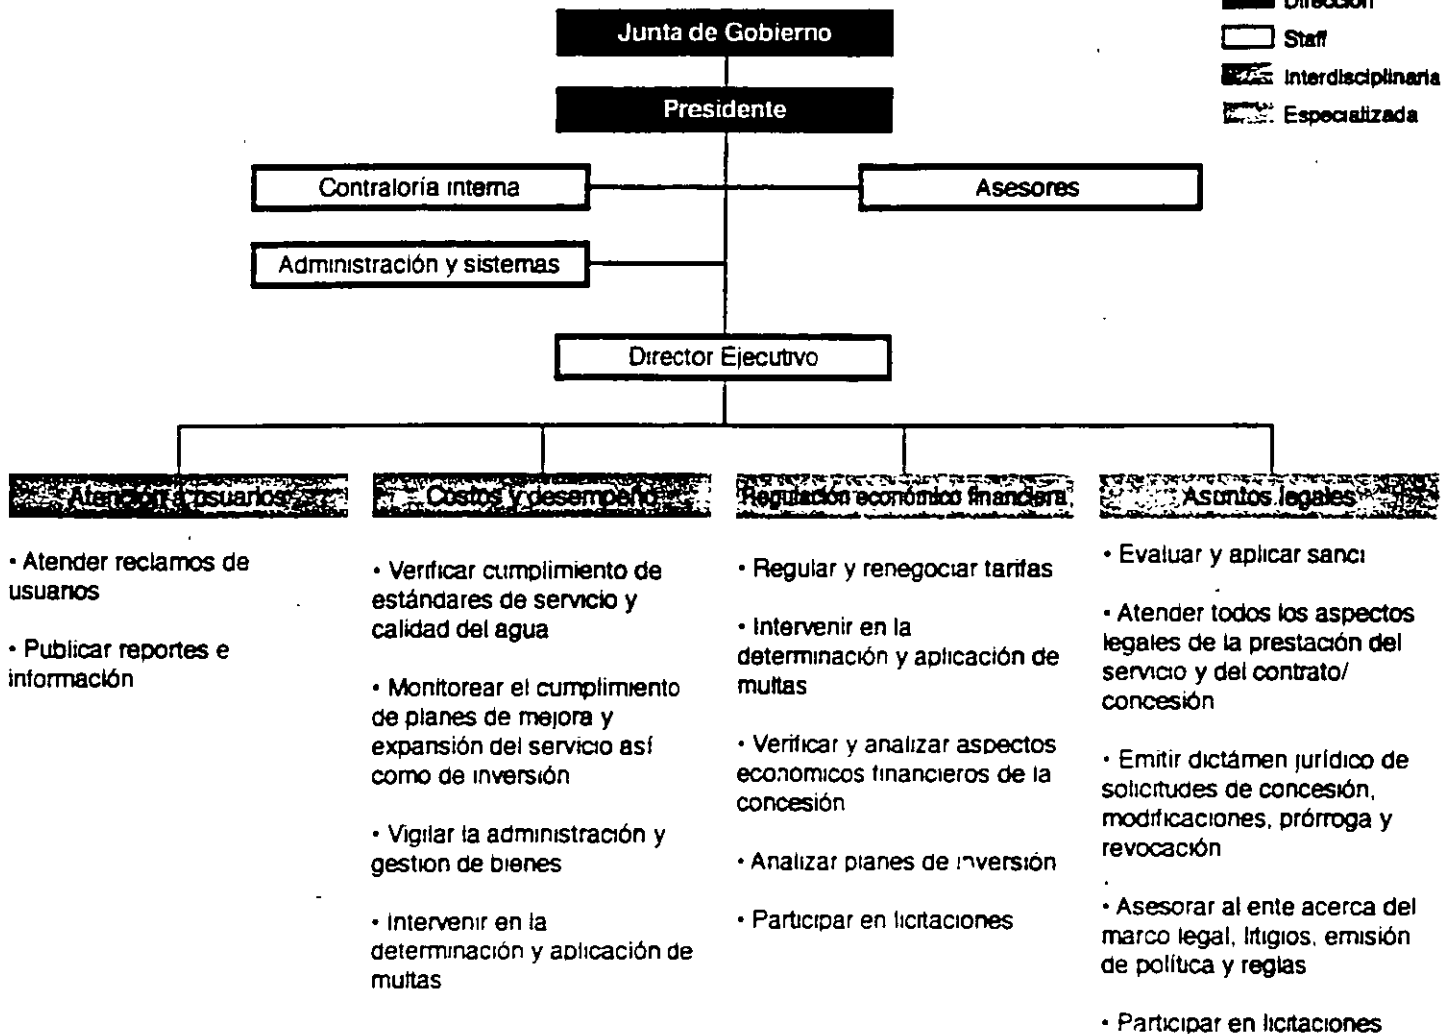 Dirección
Junta de Gobierno
Staff
Interdisciplinaria
Presidente
Especializada
Contraloría interna
Asesores
Administración y sistemas
Director Ejecutivo
Atención a usuarios
Costos y desempeño
Regulación económico financiera
Asuntos legales
• Atender reclamos de
usuarios
• Publicar reportes e
información
• Verificar cumplimiento de
estándares de servicio y
calidad del agua
• Monitorear el cumplimiento
de planes de mejora y
expansión del servicio así
como de inversión
• Vigilar la administración y
gestion de bienes
• Intervenir en la
determinación y aplicación de
multas
• Regular y renegociar tarifas
• Intervenir en la
determinación y aplicación de
multas
• Verificar y analizar aspectos
económicos financieros de la
concesión
• Analizar planes de inversión
• Participar en licitaciones
• Evaluar y aplicar sanci
• Atender todos los aspectos
legales de la prestación del
servicio y del contrato/
concesión
• Emitir dictámen jurídico de
solicitudes de concesión,
modificaciones, prórroga y
revocación
• Asesorar al ente acerca del
marco legal, litigios, emisión
de política y reglas
• Participar en licitaciones